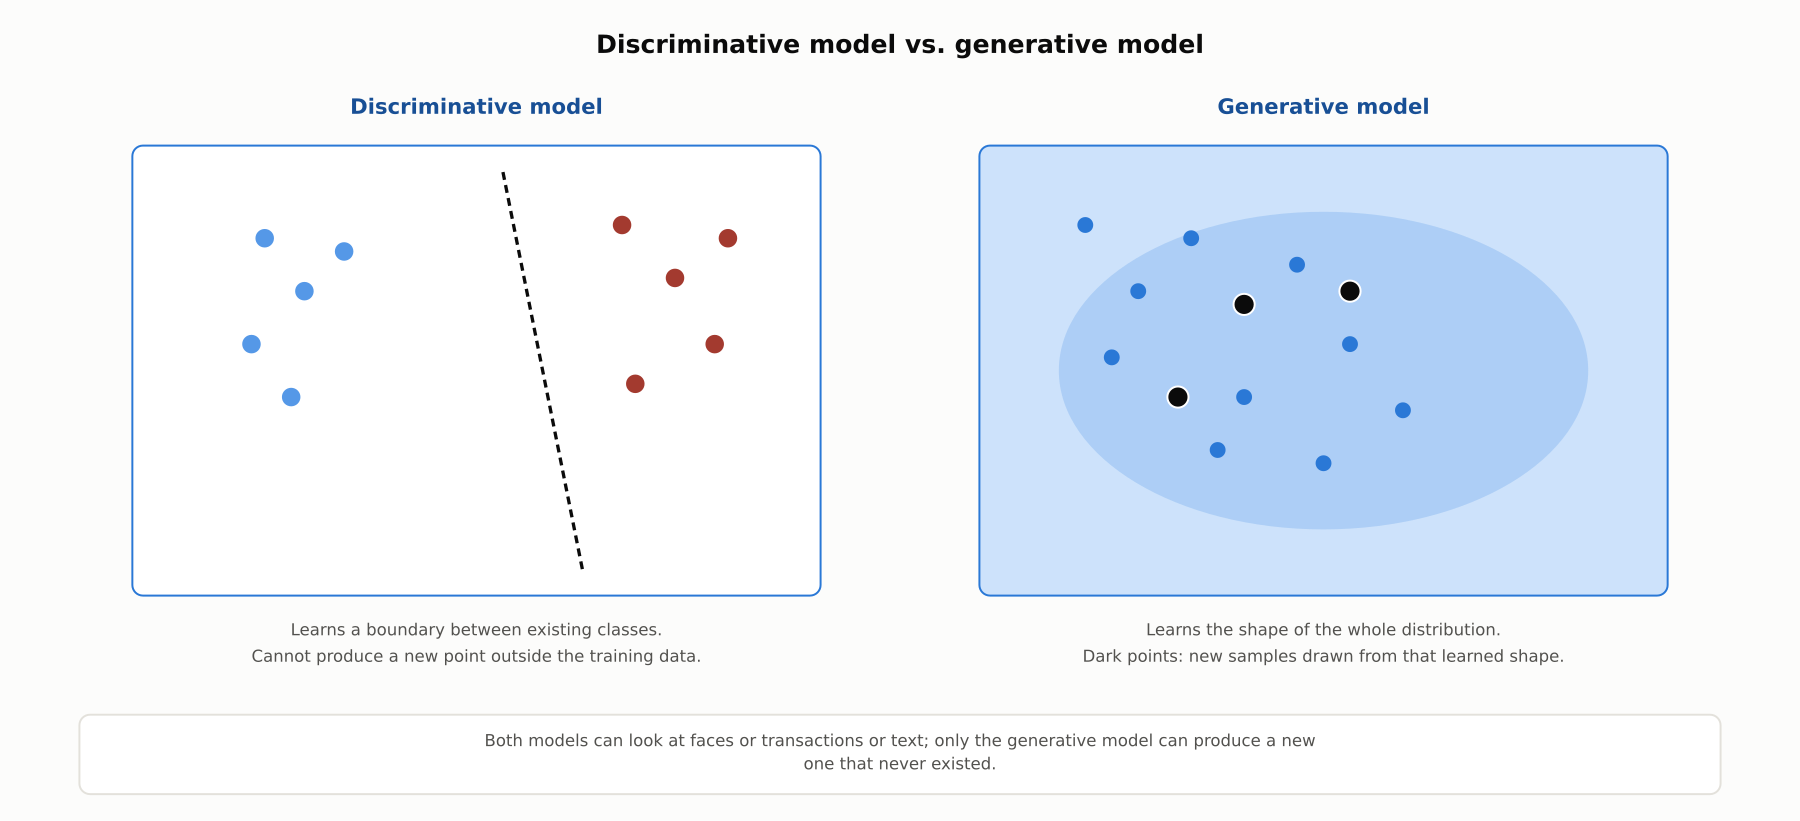 Discriminative model vs. generative model
Discriminative model
Generative model
Learns a boundary between existing classes.
Cannot produce a new point outside the training data.
Learns the shape of the whole distribution.
Dark points: new samples drawn from that learned shape.
Both models can look at faces or transactions or text; only the generative model can produce a new
one that never existed.